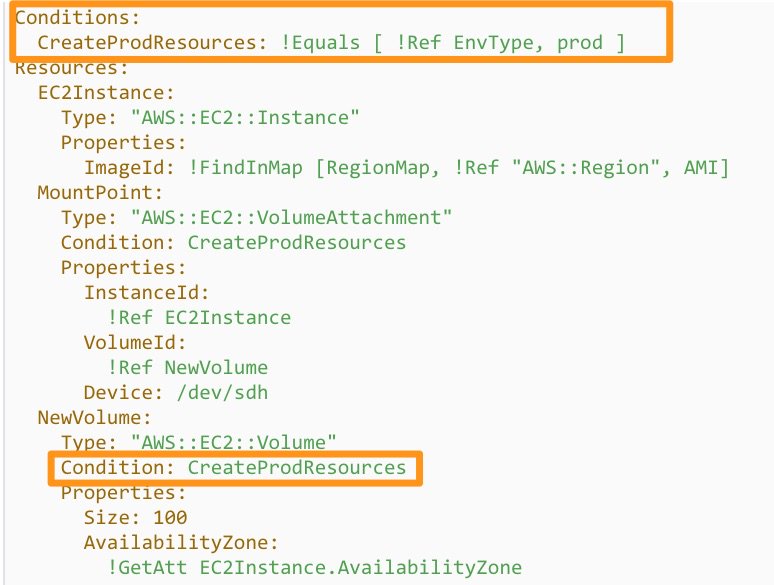 Conditions:
  CreateProdResources: !Equals [ !Ref EnvType, prod ]
Resources:
  EC2Instance:
    Type: "AWS::EC2::Instance"
    Properties:
      ImageId: !FindInMap [RegionMap, !Ref "AWS::Region", AMI]
  MountPoint:
    Type: "AWS::EC2::VolumeAttachment"
    Condition: CreateProdResources
    Properties:
      InstanceId:
        !Ref EC2Instance
      VolumeId:
        !Ref NewVolume
      Device: /dev/sdh
  NewVolume:
    Type: "AWS::EC2::Volume"
    Condition: CreateProdResources
    Properties:
      Size: 100
      AvailabilityZone:
        !GetAtt EC2Instance.AvailabilityZone